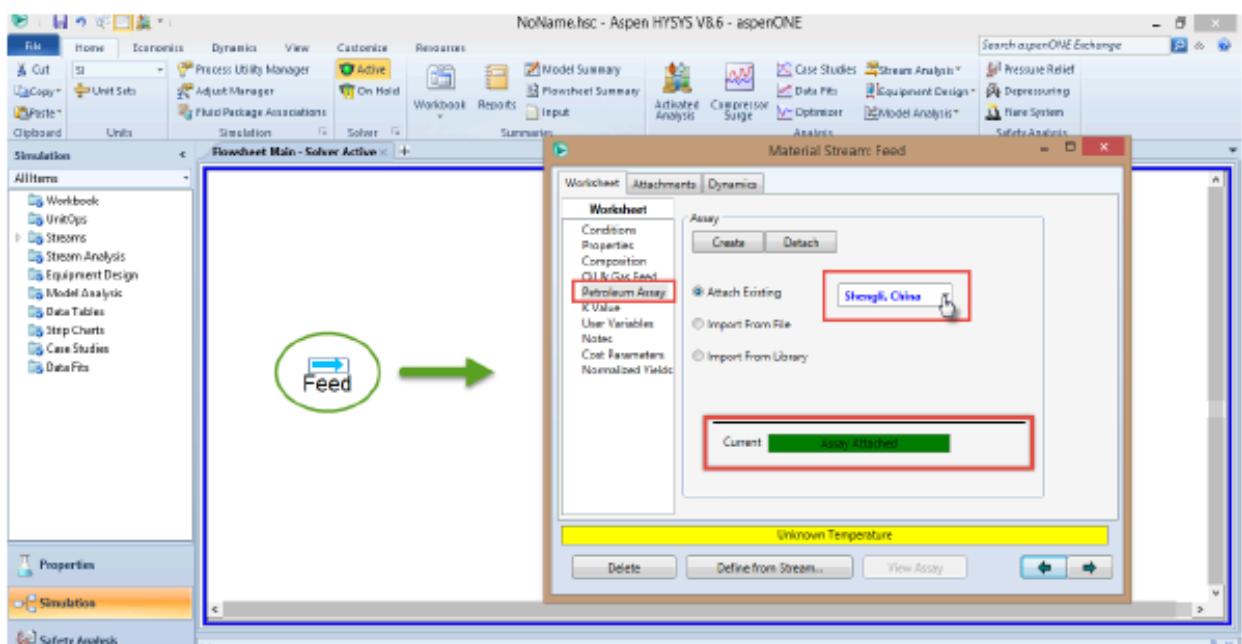 NoName.hsc - Aspen HYSYS V8.6 - aspenONE
File Home Economics Dynamics View Customize Resources Search aspenONE Exchange
Cut SI Process Utility Manager Active Model Summary Case Studies Stream Analysis Pressure Relief
Copy Unit Sets Adjust Manager On Hold Flowsheet Summary Data Fits Equipment Design Depressuring
Paste Fluid Package Associations Workbook Reports Input Activated Analysis Compressor Surge Optimizer Model Analysis Flare System
Clipboard Units Simulation Solver Summaries Analysis Safety Analysis
Simulation < Flowsheet Main - Solver Active × +
All Items
Workbook
UnitOps
Streams
Stream Analysis
Equipment Design
Model Analysis
Data Tables
Strip Charts
Case Studies
Data Fits
Properties
Simulation
Safety Analysis
Feed
Material Stream: Feed
Worksheet Attachments Dynamics
Worksheet
Conditions
Properties
Composition
Oil & Gas Feed
Petroleum Assay
K Value
User Variables
Notes
Cost Parameters
Normalized Yields
Assay
Create Detach
Attach Existing Shengli, China
Import From File
Import From Library
Current Assay Attached
Unknown Temperature
Delete Define from Stream... View Assay